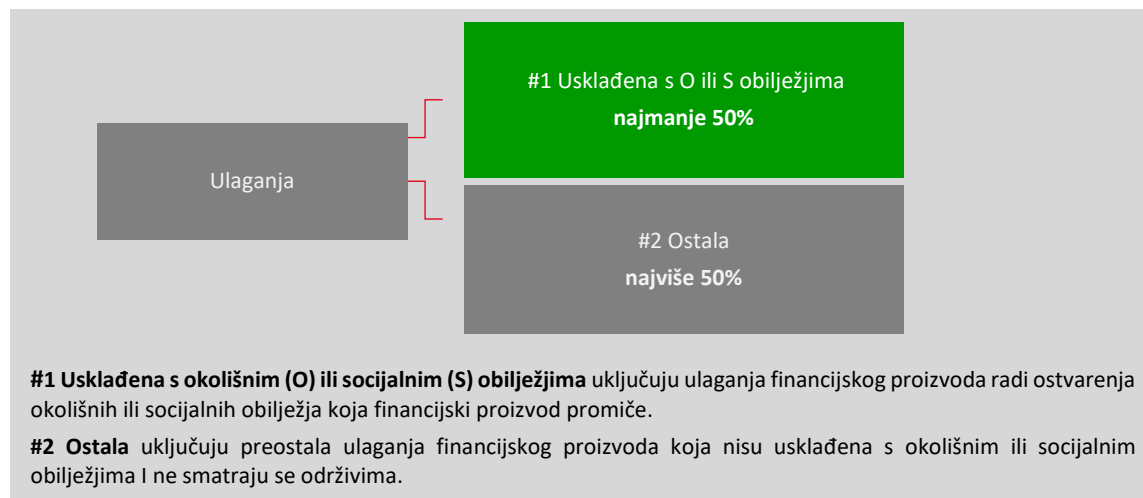 #1 Usklađena s O ili S obilježjima
najmanje 50%
Ulaganja
#2 Ostala
najviše 50%
#1 Usklađena s okolišnim (O) ili socijalnim (S) obilježjima uključuju ulaganja financijskog proizvoda radi ostvarenja
okolišnih ili socijalnih obilježja koja financijski proizvod promiče.
#2 Ostala uključuju preostala ulaganja financijskog proizvoda koja nisu usklađena s okolišnim ili socijalnim
obilježjima I ne smatraju se održivima.